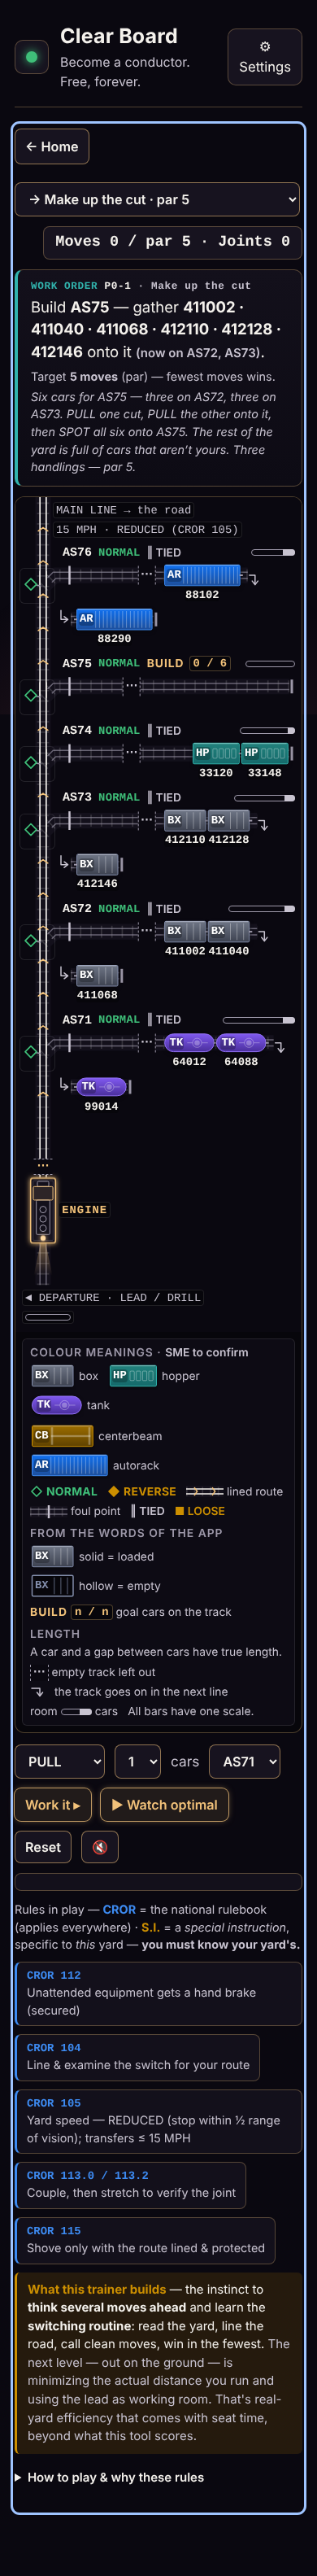 Clear Board
Become a conductor.
Free, forever.
⚙
Settings
← Home
→ Make up the cut · par 5
Moves 0 / par 5 · Joints 0
WORK ORDER P0-1 · Make up the cut
Build AS75 — gather 411002 ·
411040 · 411068 · 412110 · 412128 ·
412146 onto it (now on AS72, AS73).
Target 5 moves (par) — fewest moves wins.
Six cars for AS75 — three on AS72, three on
AS73. PULL one cut, PULL the other onto it,
then SPOT all six onto AS75. The rest of the
yard is full of cars that aren't yours. Three
handlings — par 5.
MAIN LINE → the road
15 MPH · REDUCED (CROR 105)
AS76 NORMAL ‖ TIED
AR
88102
AR
88290
AS75 NORMAL BUILD 0 / 6
AS74 NORMAL ‖ TIED
HP HP
33120 33148
AS73 NORMAL ‖ TIED
BX BX
412110 412128
BX
412146
AS72 NORMAL ‖ TIED
BX BX
411002 411040
BX
411068
AS71 NORMAL ‖ TIED
TK TK
64012 64088
TK
99014
ENGINE
◄ DEPARTURE · LEAD / DRILL
COLOUR MEANINGS · SME to confirm
BX box HP hopper
TK tank
CB centerbeam
AR autorack
◇ NORMAL ◆ REVERSE lined route
foul point ‖ TIED ■ LOOSE
FROM THE WORDS OF THE APP
BX solid = loaded
BX hollow = empty
BUILD n / n goal cars on the track
LENGTH
A car and a gap between cars have true length.
··· empty track left out
the track goes on in the next line
room cars All bars have one scale.
PULL 1 cars AS71
Work it ▸ ▶ Watch optimal
Reset 🔇
Rules in play — CROR = the national rulebook
(applies everywhere) · S.I. = a special instruction,
specific to this yard — you must know your yard's.
CROR 112
Unattended equipment gets a hand brake
(secured)
CROR 104
Line & examine the switch for your route
CROR 105
Yard speed — REDUCED (stop within ½ range
of vision); transfers ≤ 15 MPH
CROR 113.0 / 113.2
Couple, then stretch to verify the joint
CROR 115
Shove only with the route lined & protected
What this trainer builds — the instinct to
think several moves ahead and learn the
switching routine: read the yard, line the
road, call clean moves, win in the fewest. The
next level — out on the ground — is
minimizing the actual distance you run and
using the lead as working room. That's real-
yard efficiency that comes with seat time,
beyond what this tool scores.
▶ How to play & why these rules